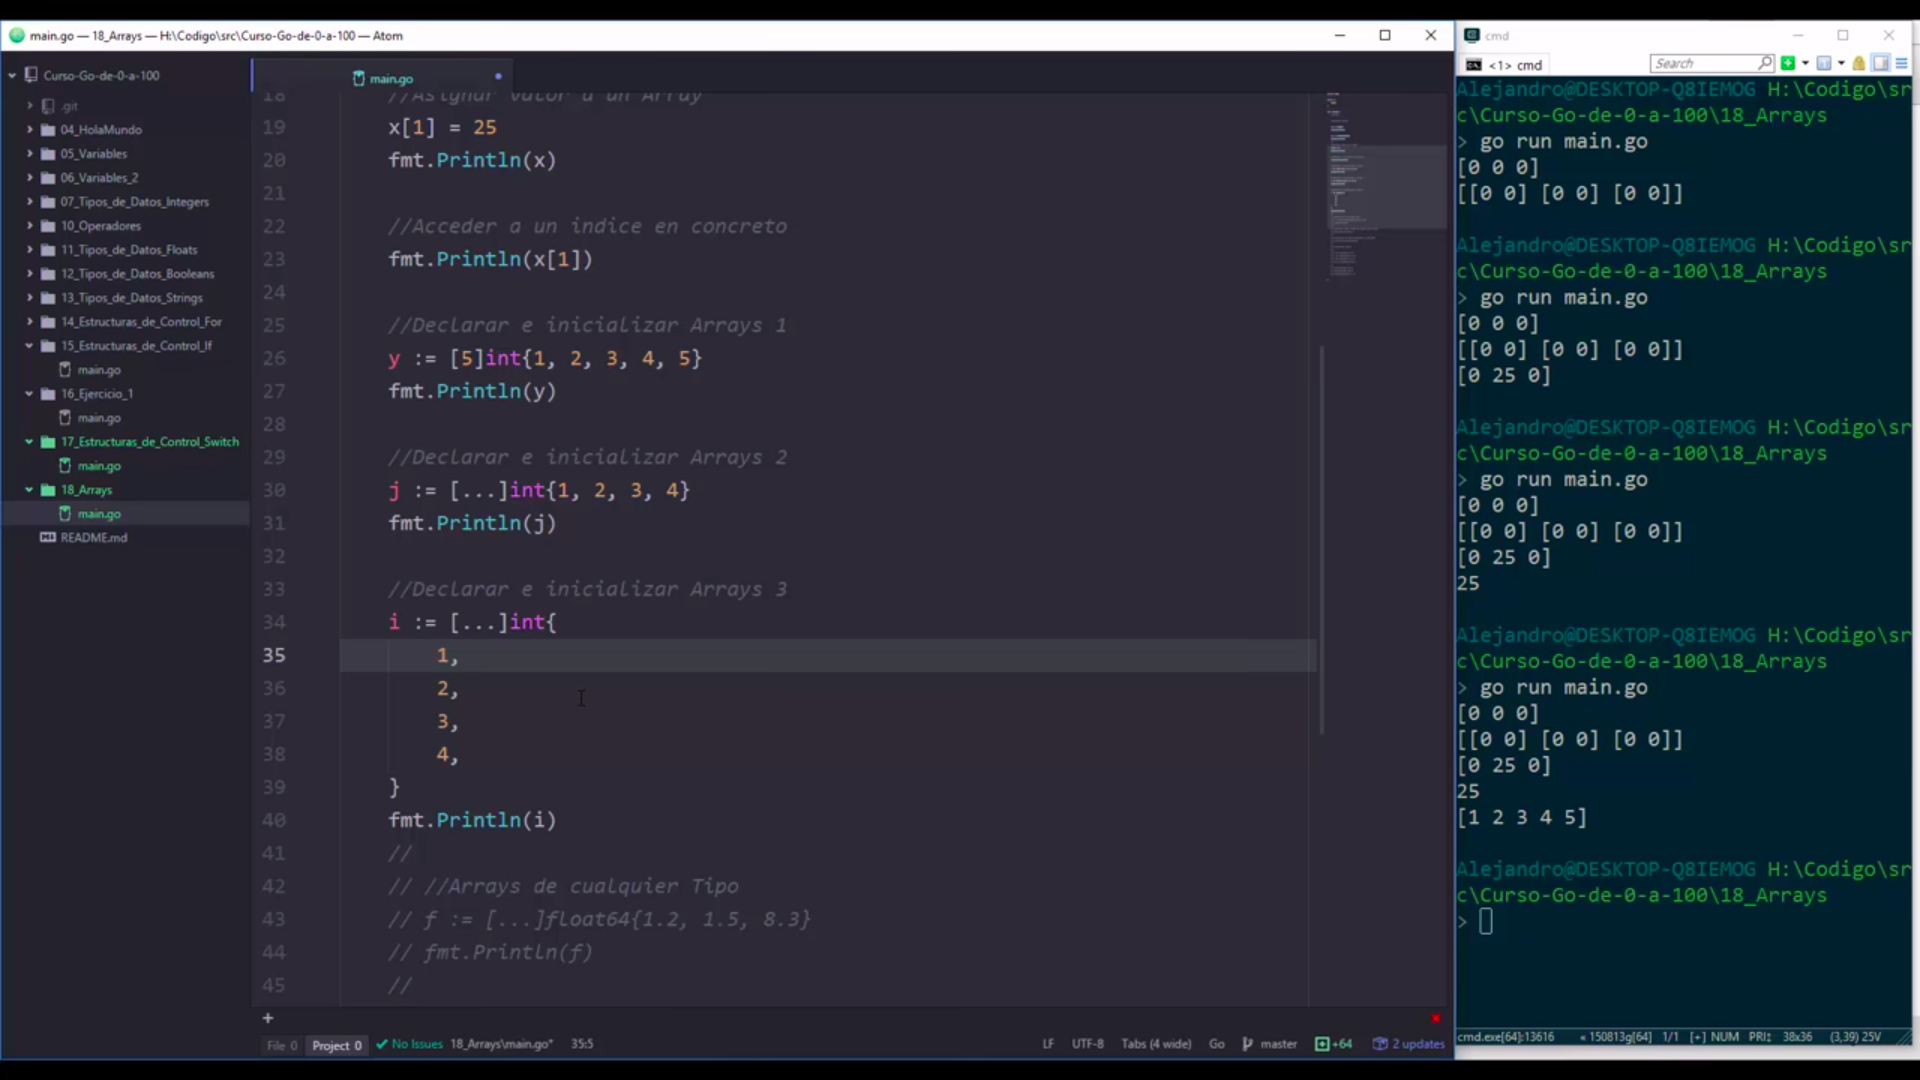 main.go — 18_Arrays — H:\Codigo\src\Curso-Go-de-0-a-100 — Atom
Curso-Go-de-0-a-100
.git
04_HolaMundo
05_Variables
06_Variables_2
07_Tipos_de_Datos_Integers
10_Operadores
11_Tipos_de_Datos_Floats
12_Tipos_de_Datos_Booleans
13_Tipos_de_Datos_Strings
14_Estructuras_de_Control_For
15_Estructuras_de_Control_If
main.go
16_Ejercicio_1
main.go
17_Estructuras_de_Control_Switch
main.go
18_Arrays
main.go
README.md
main.go
18 //Asignar valor a un Array
19 x[1] = 25
20 fmt.Println(x)
21
22 //Acceder a un indice en concreto
23 fmt.Println(x[1])
24
25 //Declarar e inicializar Arrays 1
26 y := [5]int{1, 2, 3, 4, 5}
27 fmt.Println(y)
28
29 //Declarar e inicializar Arrays 2
30 j := [...]int{1, 2, 3, 4}
31 fmt.Println(j)
32
33 //Declarar e inicializar Arrays 3
34 i := [...]int{
35 1,
36 2,
37 3,
38 4,
39 }
40 fmt.Println(i)
41 //
42 // //Arrays de cualquier Tipo
43 // f := [...]float64{1.2, 1.5, 8.3}
44 // fmt.Println(f)
45 //
+
File 0 Project 0 No Issues 18_Arrays\main.go* 35:5 LF UTF-8 Tabs (4 wide) Go master +64 2 updates
cmd
<1> cmd Search
Alejandro@DESKTOP-Q8IEMOG H:\Codigo\sr
c\Curso-Go-de-0-a-100\18_Arrays
> go run main.go
[0 0 0]
[[0 0] [0 0] [0 0]]
Alejandro@DESKTOP-Q8IEMOG H:\Codigo\sr
c\Curso-Go-de-0-a-100\18_Arrays
> go run main.go
[0 0 0]
[[0 0] [0 0] [0 0]]
[0 25 0]
Alejandro@DESKTOP-Q8IEMOG H:\Codigo\sr
c\Curso-Go-de-0-a-100\18_Arrays
> go run main.go
[0 0 0]
[[0 0] [0 0] [0 0]]
[0 25 0]
25
Alejandro@DESKTOP-Q8IEMOG H:\Codigo\sr
c\Curso-Go-de-0-a-100\18_Arrays
> go run main.go
[0 0 0]
[[0 0] [0 0] [0 0]]
[0 25 0]
25
[1 2 3 4 5]
Alejandro@DESKTOP-Q8IEMOG H:\Codigo\sr
c\Curso-Go-de-0-a-100\18_Arrays
>
cmd.exe[64]:13616 « 150813g[64] 1/1 [+] NUM PRI↕ 38x36 (3,39) 25V